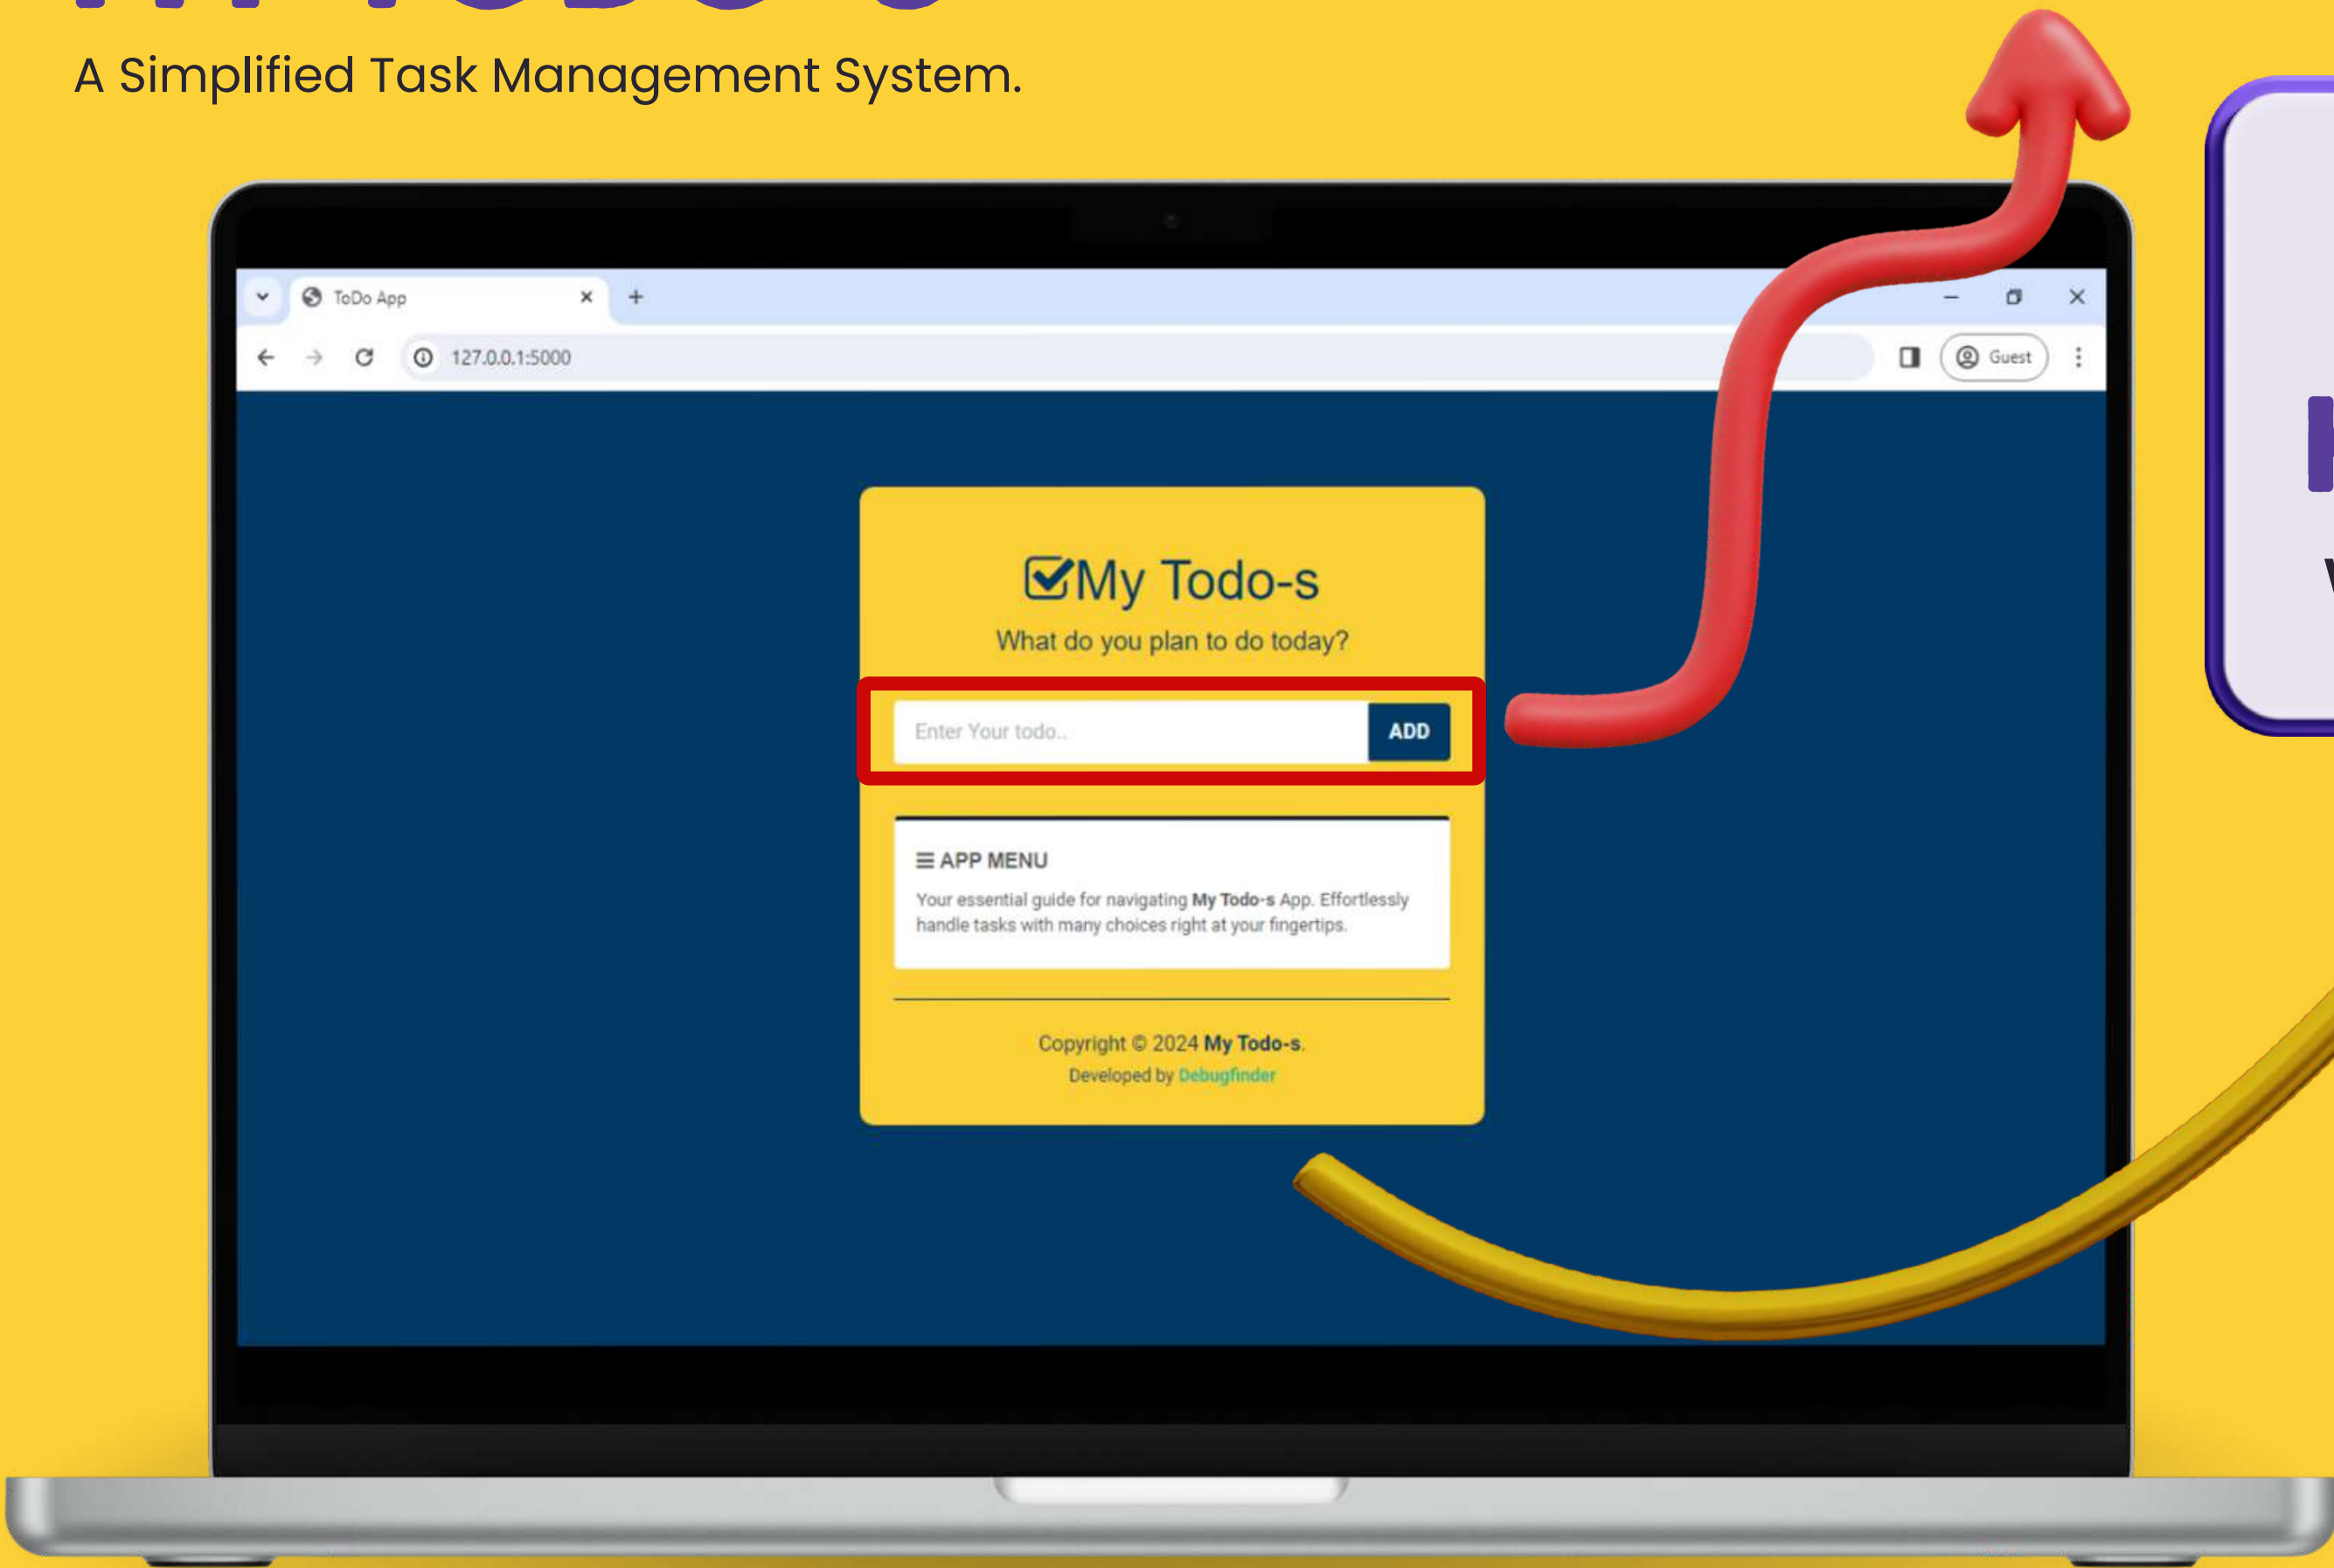 A Simplified Task Management System.
ToDo App
127.0.0.1:5000
Guest
My Todo-s
What do you plan to do today?
Enter Your todo..
ADD
APP MENU
Your essential guide for navigating My Todo-s App. Effortlessly
handle tasks with many choices right at your fingertips.
Copyright © 2024 My Todo-s.
Developed by Debugfinder